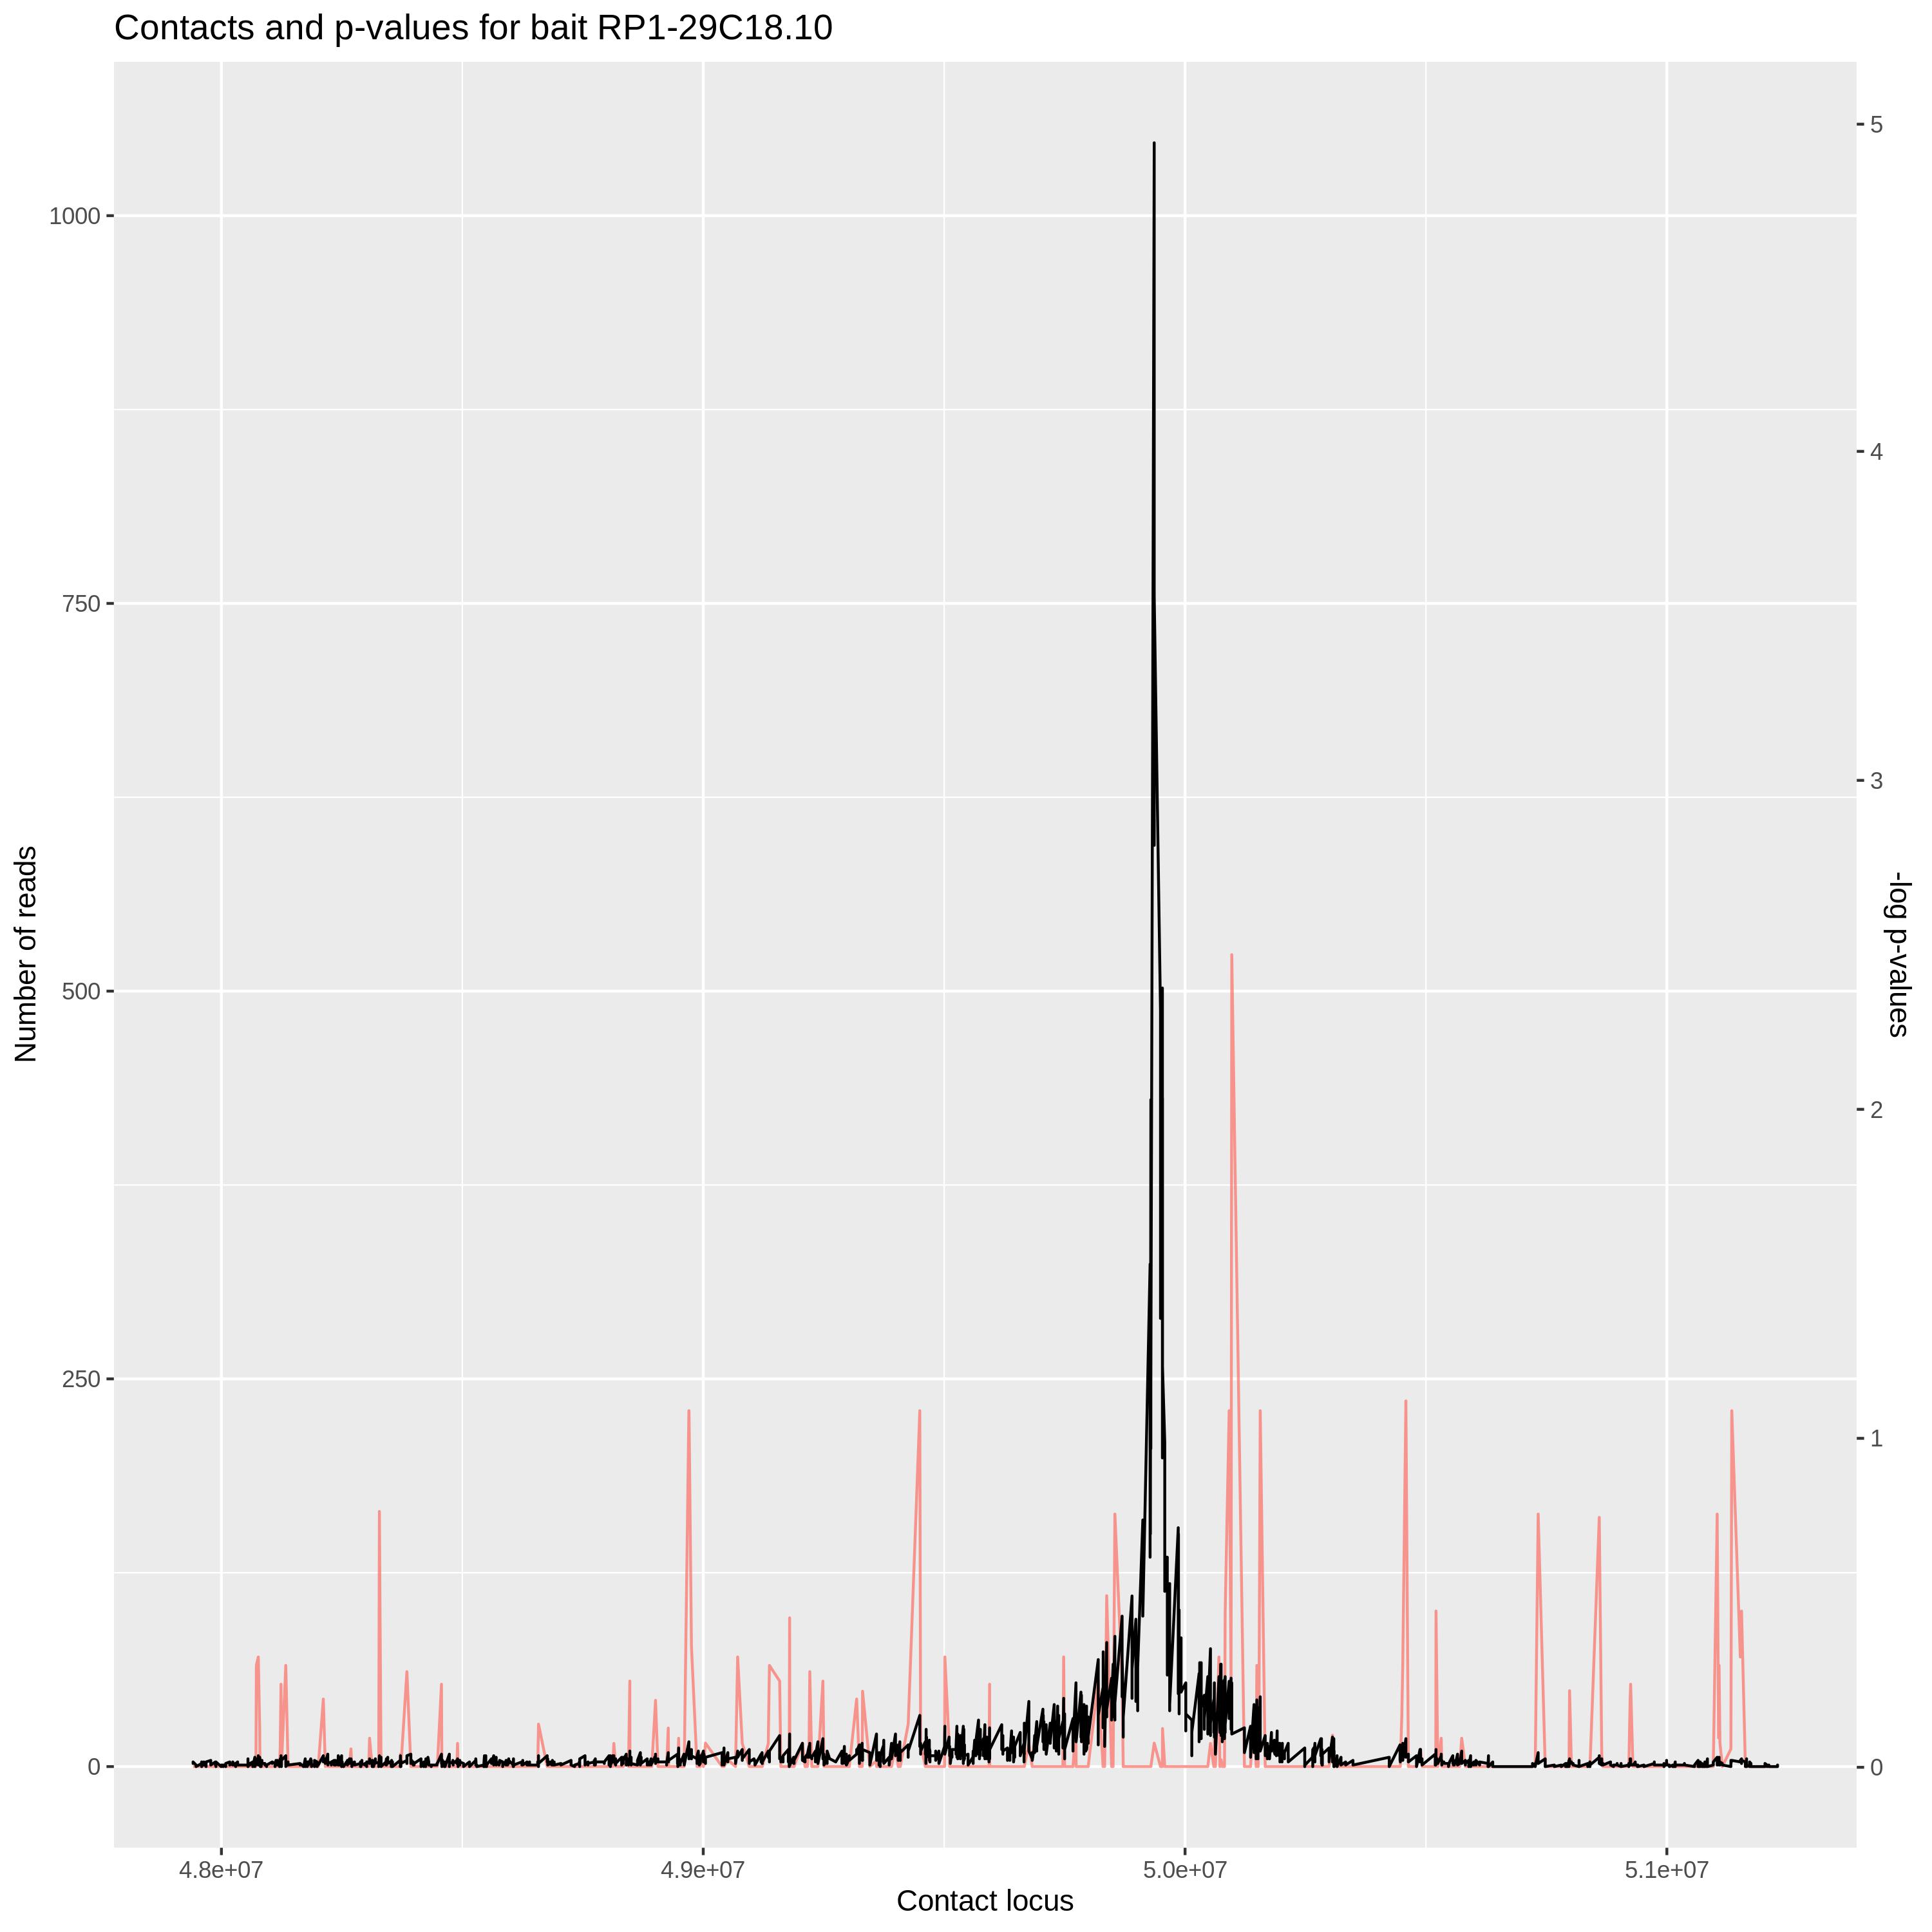 Contacts and p-values for bait RP1-29C18.10
Number of reads
1000
750
500
250
0
5
4
3
2
1
0
-log p-values
4.8e+07
4.9e+07
5.0e+07
5.1e+07
Contact locus